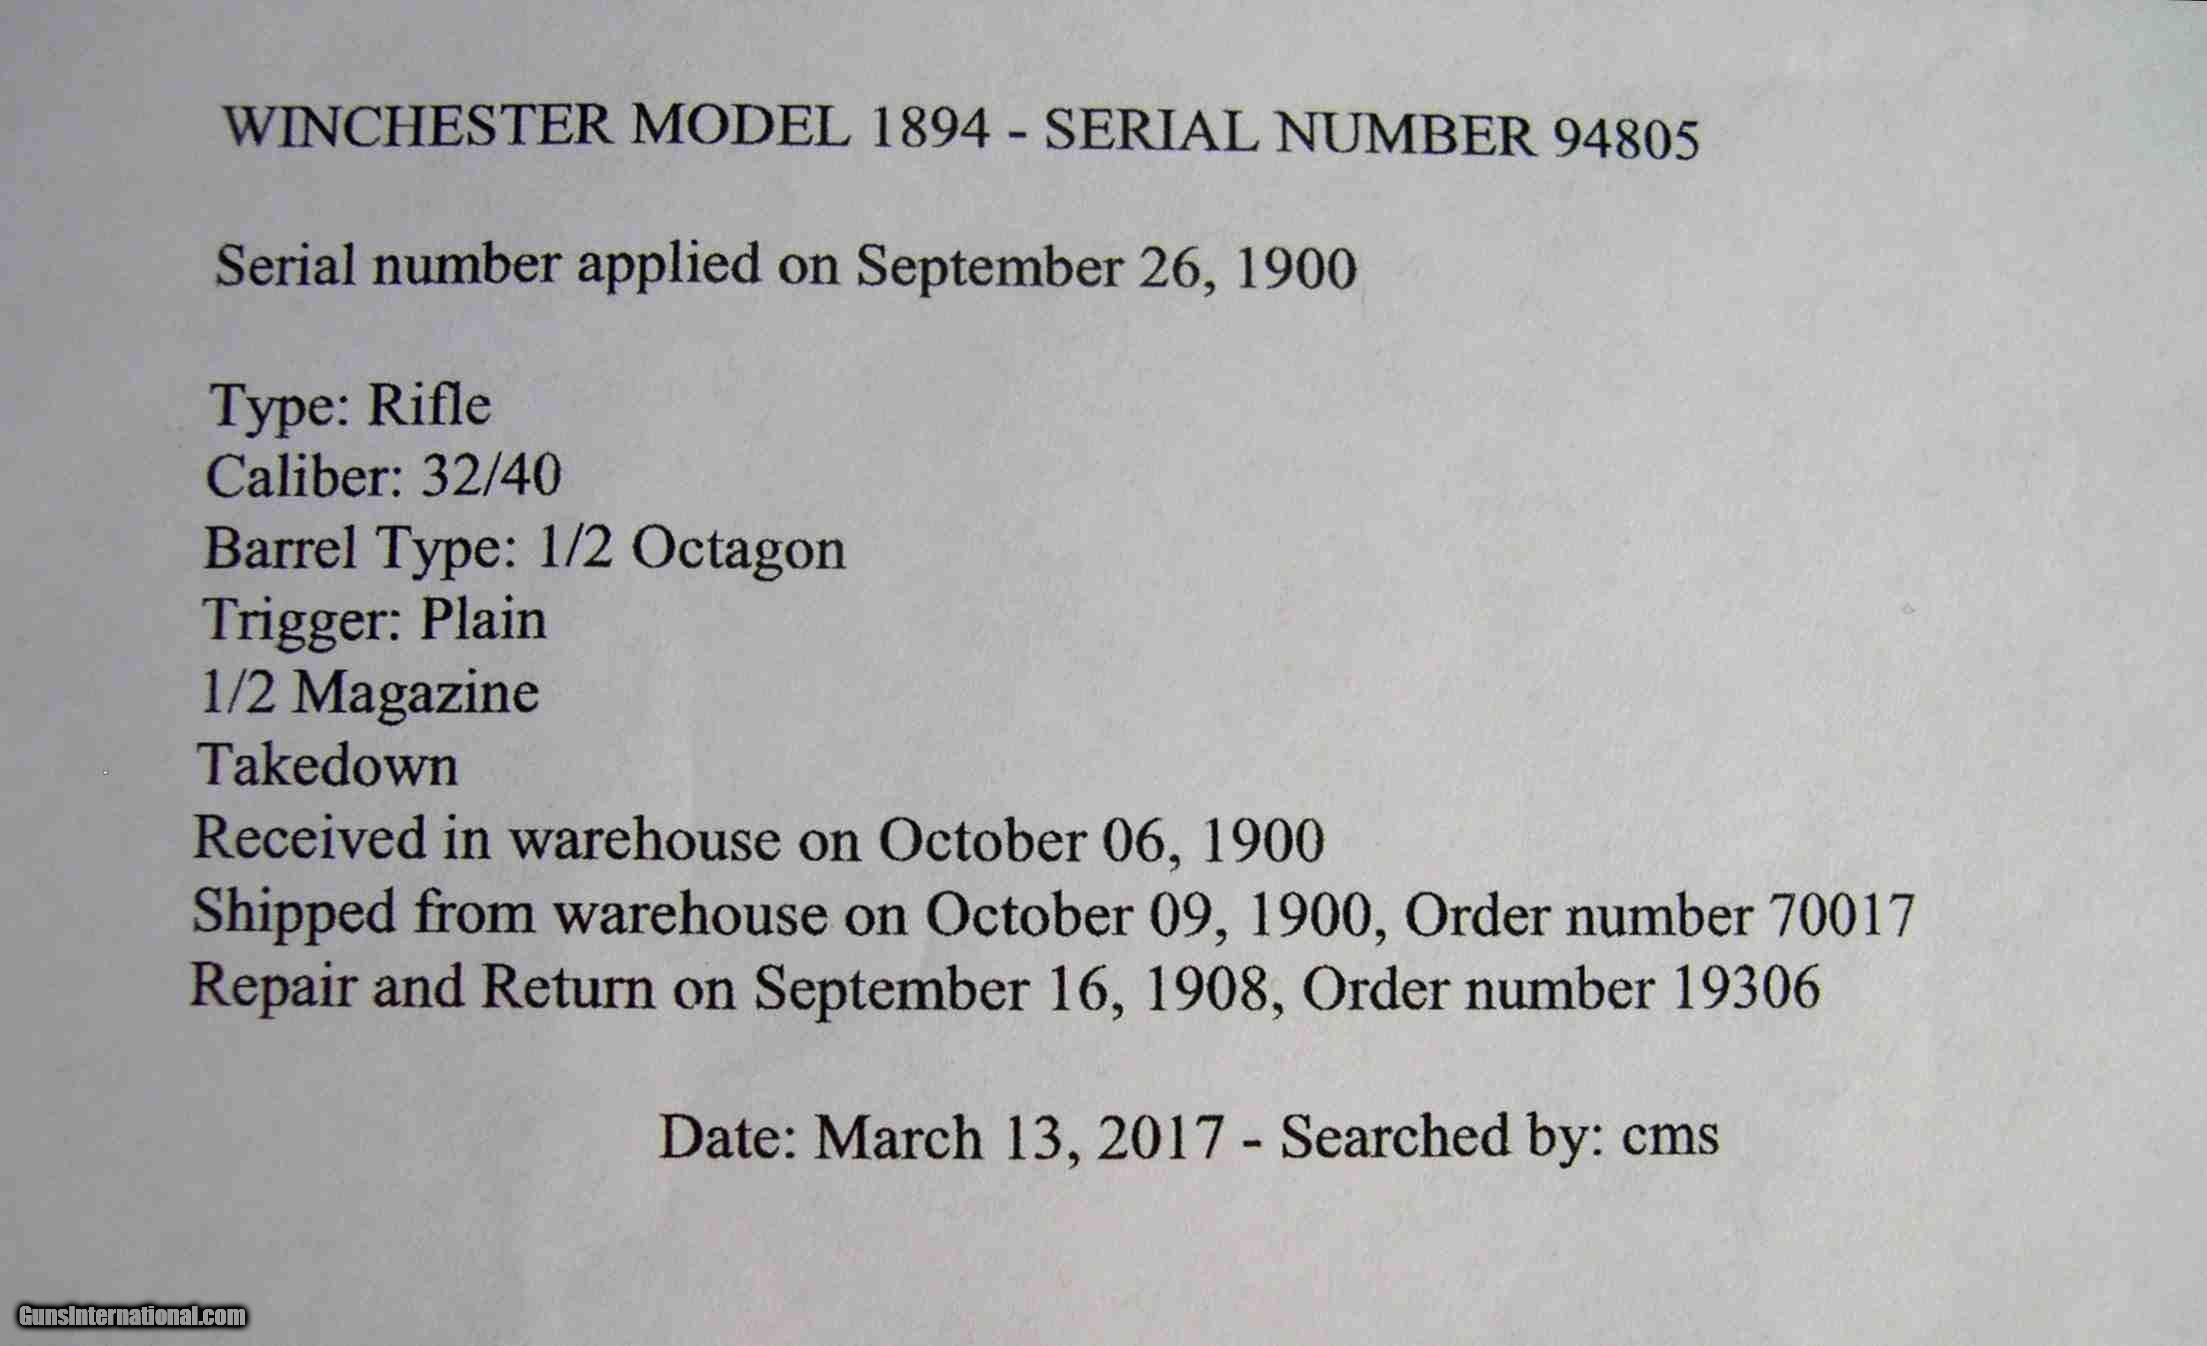 WINCHESTER MODEL 1894 - SERIAL NUMBER 94805
Serial number applied on September 26, 1900
Type: Rifle
Caliber: 32/40
Barrel Type: 1/2 Octagon
Trigger: Plain
1/2 Magazine
Takedown
Received in warehouse on October 06, 1900
Shipped from warehouse on October 09, 1900, Order number 70017
Repair and Return on September 16, 1908, Order number 19306
Date: March 13, 2017 - Searched by: cms
GunsInternational.com